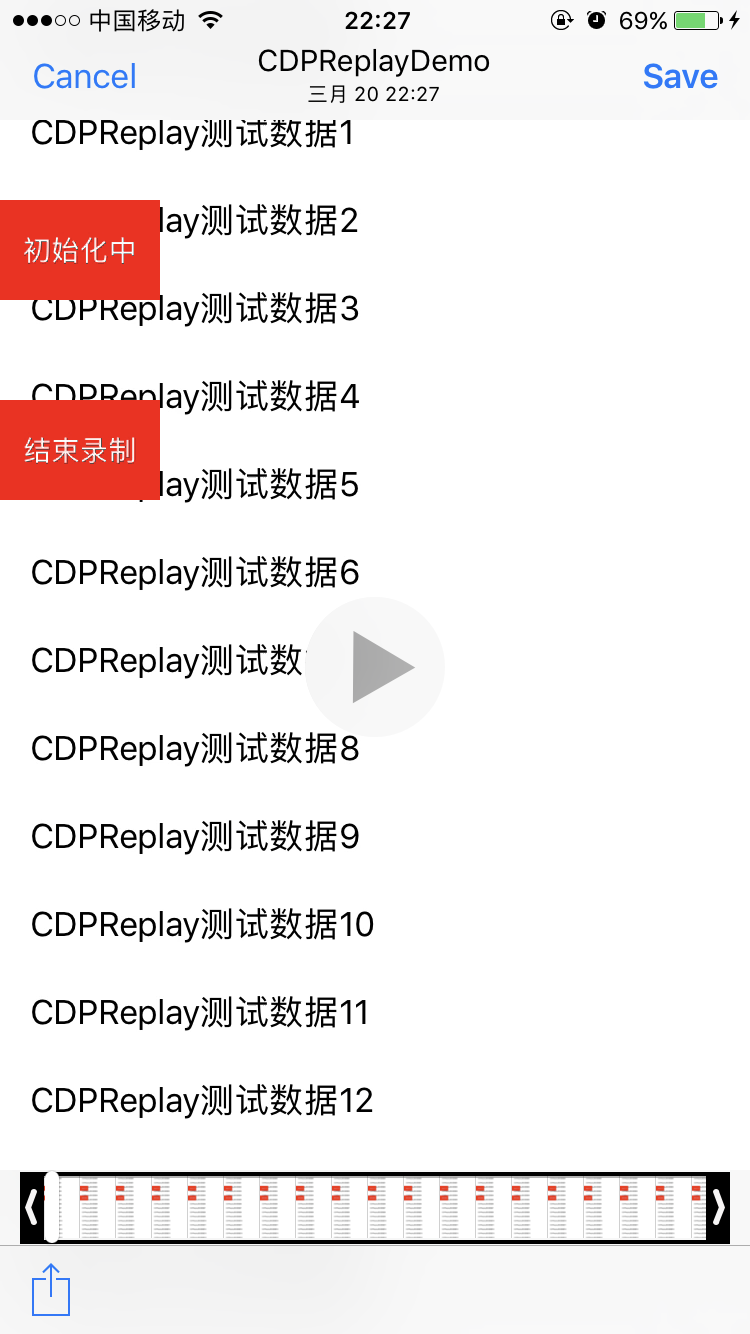 中国移动 22:27 69%
Cancel CDPReplayDemo Save
三月 20 22:27
CDPReplay测试数据1
lay测试数据2
初始化中
CDPReplay测试数据3
CDPReplay测试数据4
结束录制
lay测试数据5
CDPReplay测试数据6
CDPReplay测试数
CDPReplay测试数据8
CDPReplay测试数据9
CDPReplay测试数据10
CDPReplay测试数据11
CDPReplay测试数据12